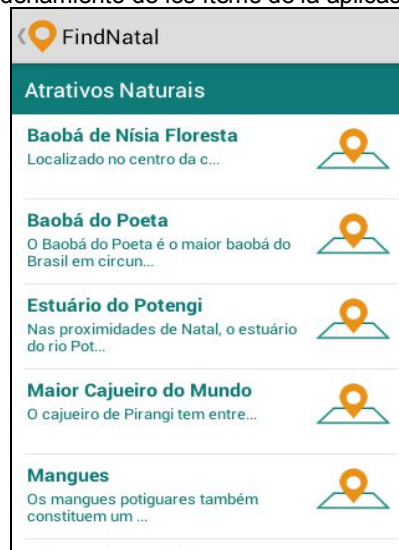 FindNatal
Atrativos Naturais
Baobá de Nísia Floresta
Localizado no centro da c...
Baobá do Poeta
O Baobá do Poeta é o maior baobá do
Brasil em circun...
Estuário do Potengi
Nas proximidades de Natal, o estuário
do rio Pot...
Maior Cajueiro do Mundo
O cajueiro de Pirangi tem entre...
Mangues
Os mangues potiguares também
constituem um ...